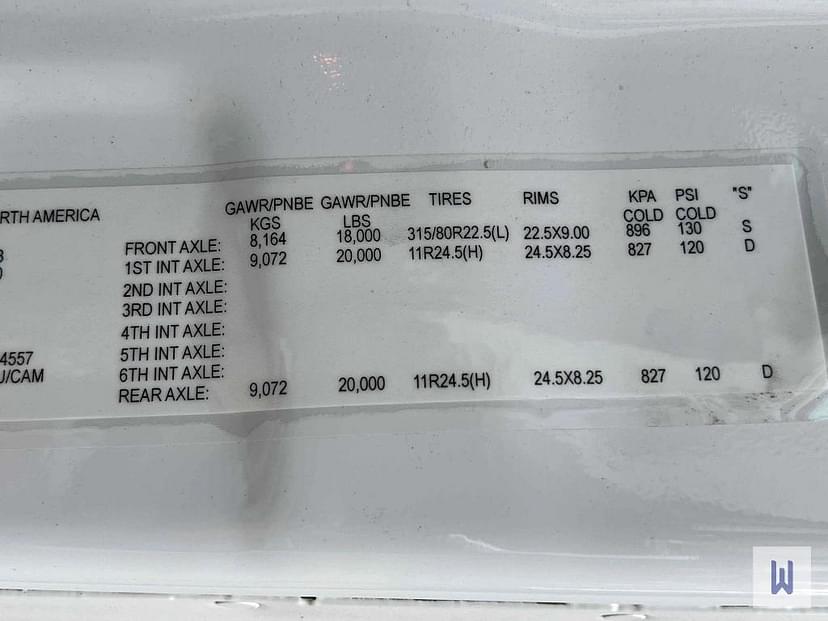 RTH AMERICA GAWR/PNBE GAWR/PNBE TIRES RIMS KPA PSI "S"
KGS LBS COLD COLD
FRONT AXLE: 8,164 18,000 315/80R22.5(L) 22.5X9.00 896 130 S
1ST INT AXLE: 9,072 20,000 11R24.5(H) 24.5X8.25 827 120 D
2ND INT AXLE:
3RD INT AXLE:
4TH INT AXLE:
4557 5TH INT AXLE:
/CAM 6TH INT AXLE:
REAR AXLE: 9,072 20,000 11R24.5(H) 24.5X8.25 827 120 D
W